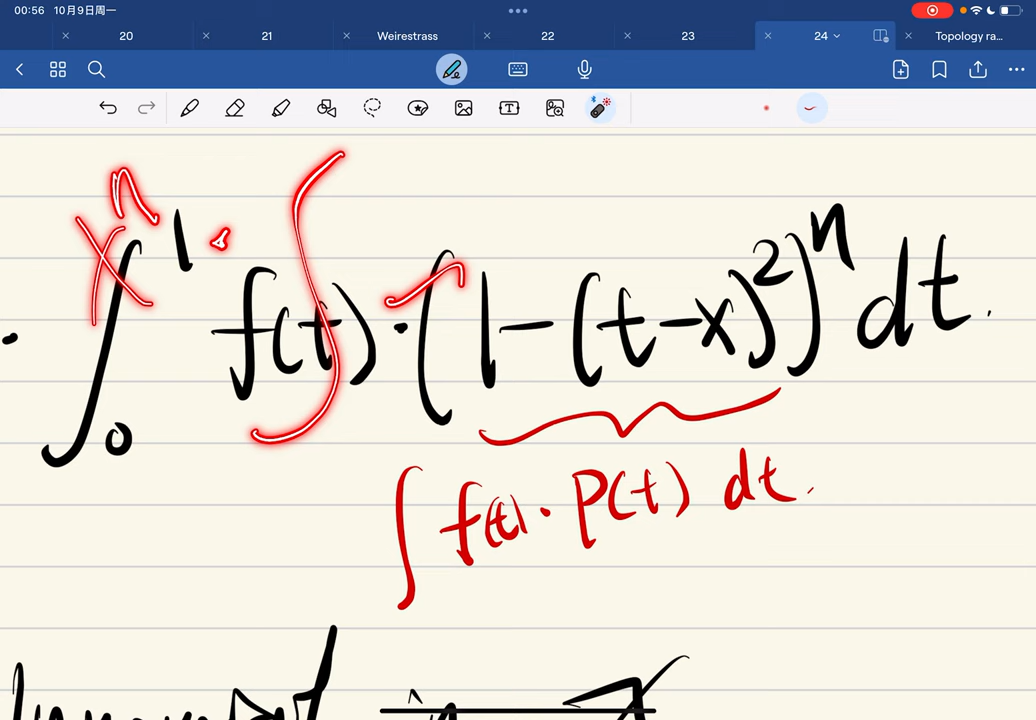 00:56 10月9日周一
20 21 Weirestrass 22 23 24 Topology ra...
xⁿ · ∫
· ∫₀¹ f(t) · (1-(t-x)²)ⁿ dt.
∫ f(t) · P(t) dt.